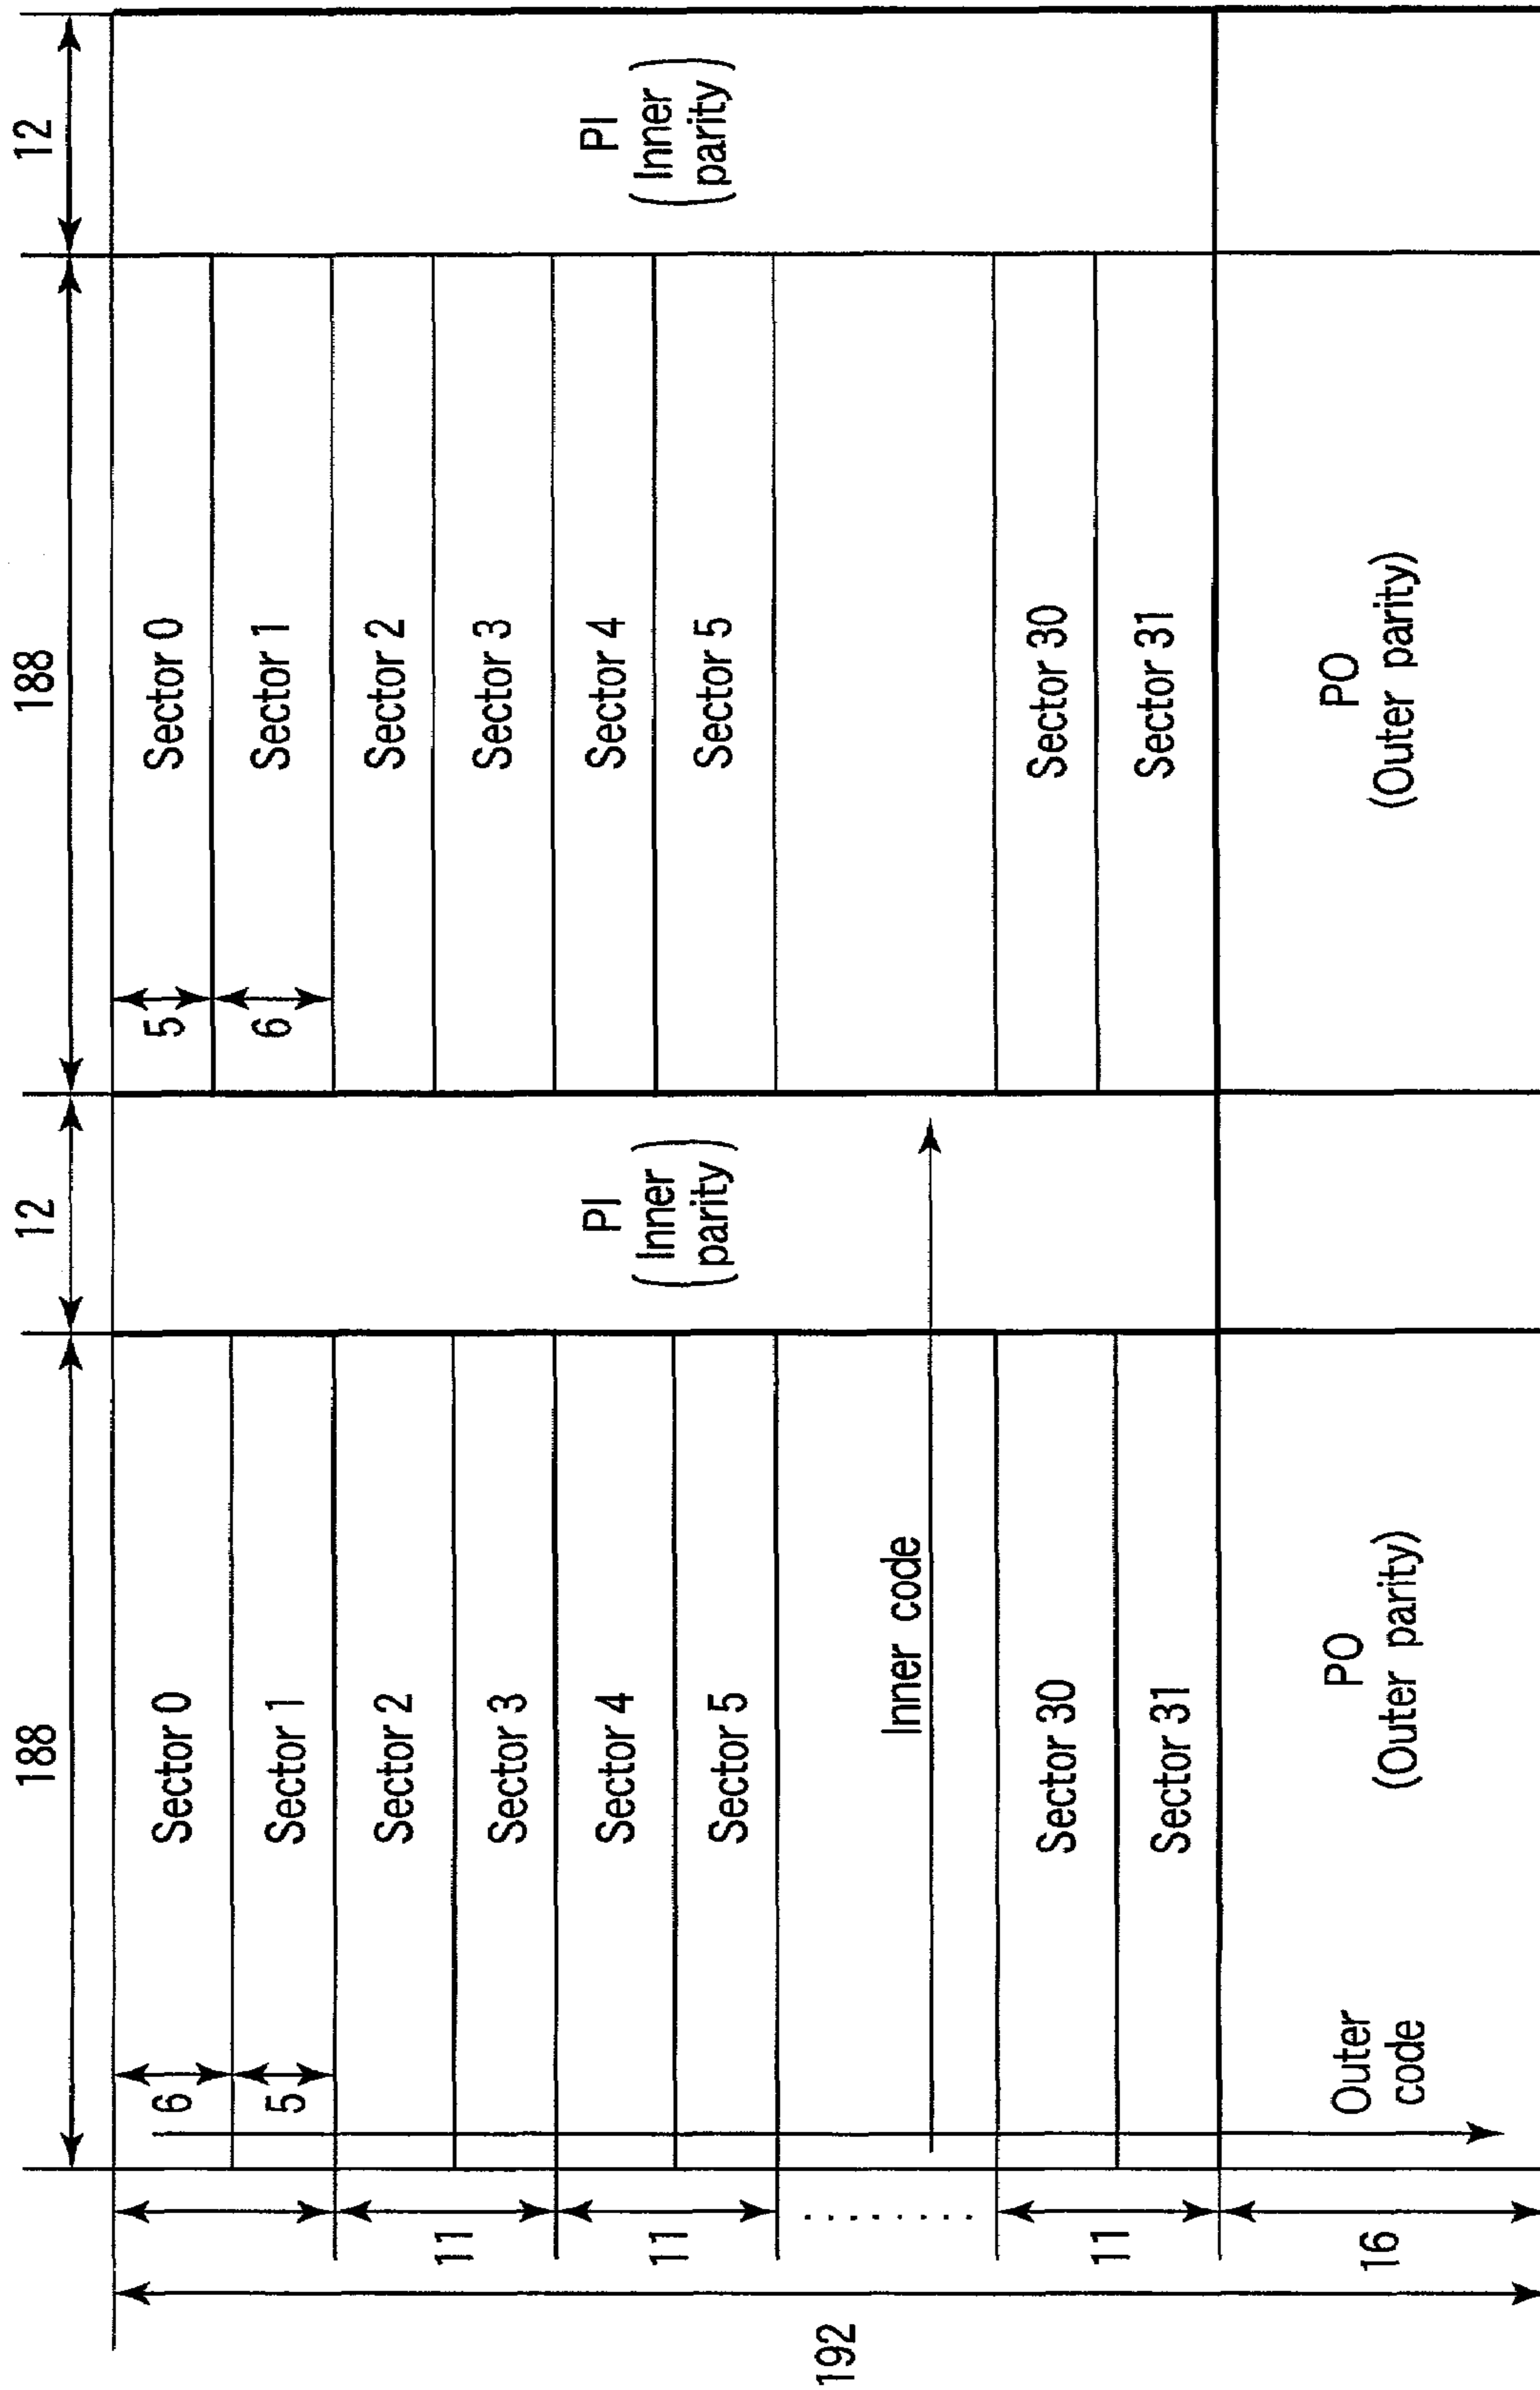 188
12
188
12
6
5
5
6
Sector 0
Sector 1
Sector 2
Sector 3
Sector 4
Sector 5
Sector 30
Sector 31
PI
(Inner
parity)
Sector 0
Sector 1
Sector 2
Sector 3
Sector 4
Sector 5
Sector 30
Sector 31
PI
(Inner
parity)
Inner code
11
11
........
11
16
192
Outer
code
PO
(Outer parity)
PO
(Outer parity)